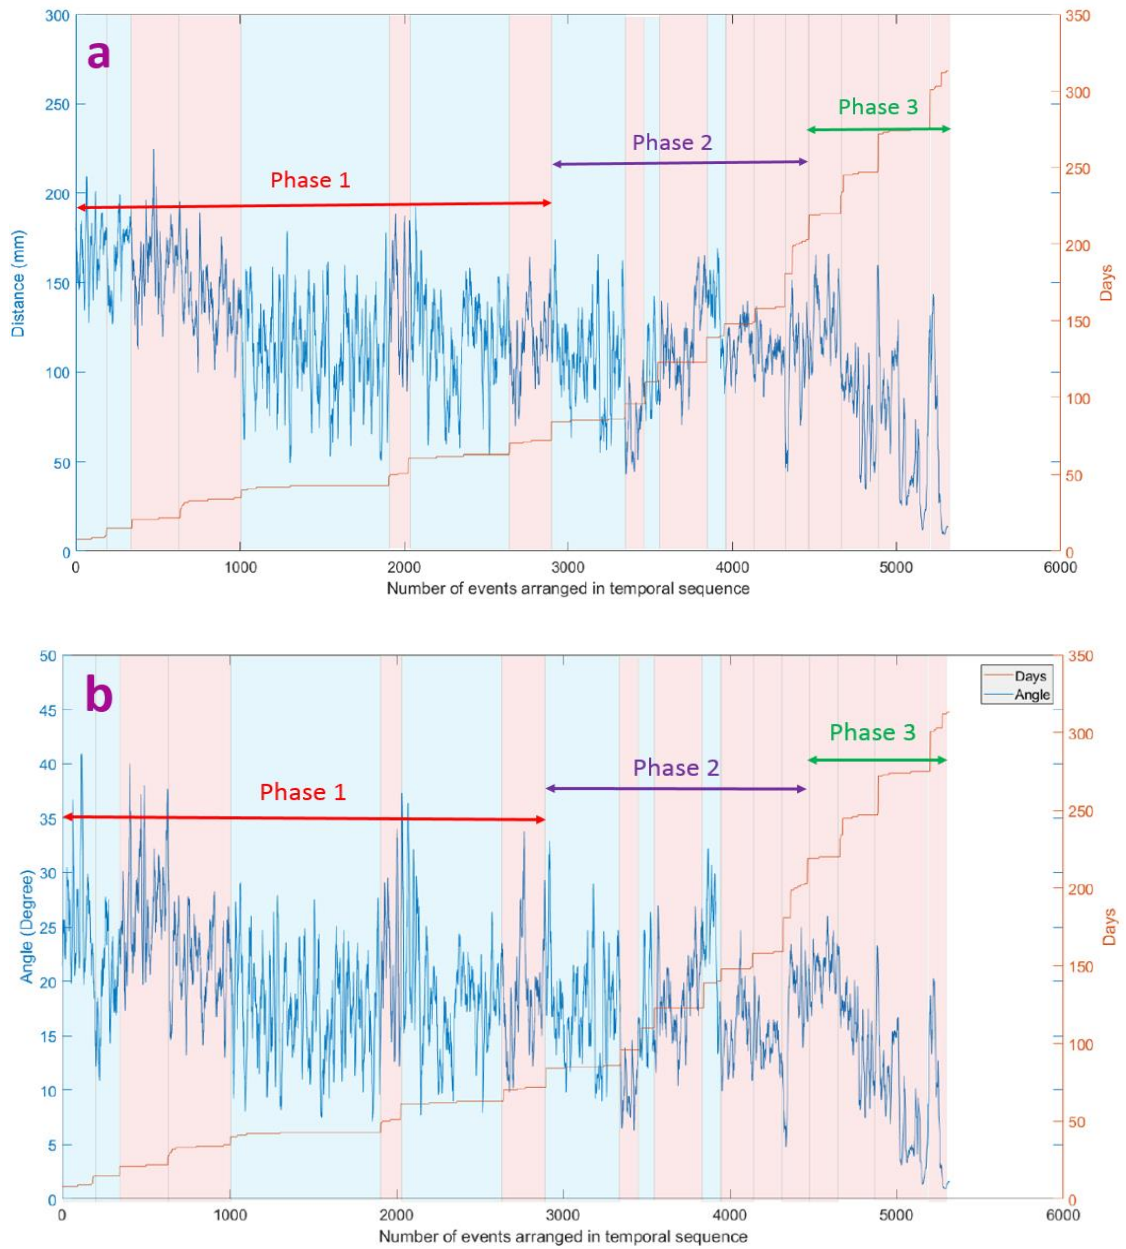 a
300
250
200
150
100
50
0
Distance (mm)
Phase 1
Phase 2
Phase 3
350
300
250
200
150
100
50
0
Days
0 1000 2000 3000 4000 5000 6000
Number of events arranged in temporal sequence
b
50
45
40
35
30
25
20
15
10
5
0
Angle (Degree)
Phase 1
Phase 2
Phase 3
Days
Angle
350
300
250
200
150
100
50
0
Days
0 1000 2000 3000 4000 5000 6000
Number of events arranged in temporal sequence